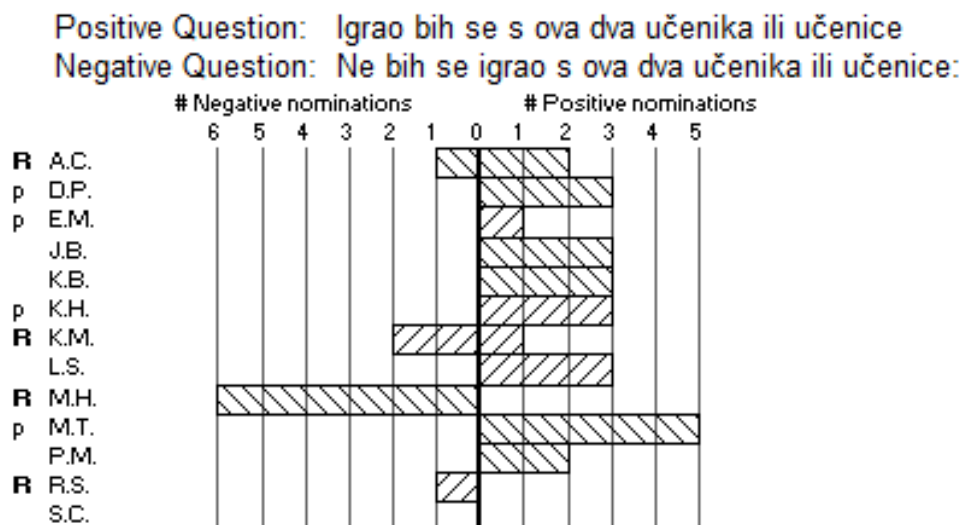 Positive Question: Igrao bih se s ova dva učenika ili učenice
Negative Question: Ne bih se igrao s ova dva učenika ili učenice:
# Negative nominations # Positive nominations
6 5 4 3 2 1 0 1 2 3 4 5
R A.C.
p D.P.
p E.M.
J.B.
K.B.
p K.H.
R K.M.
L.S.
R M.H.
p M.T.
P.M.
R R.S.
S.C.